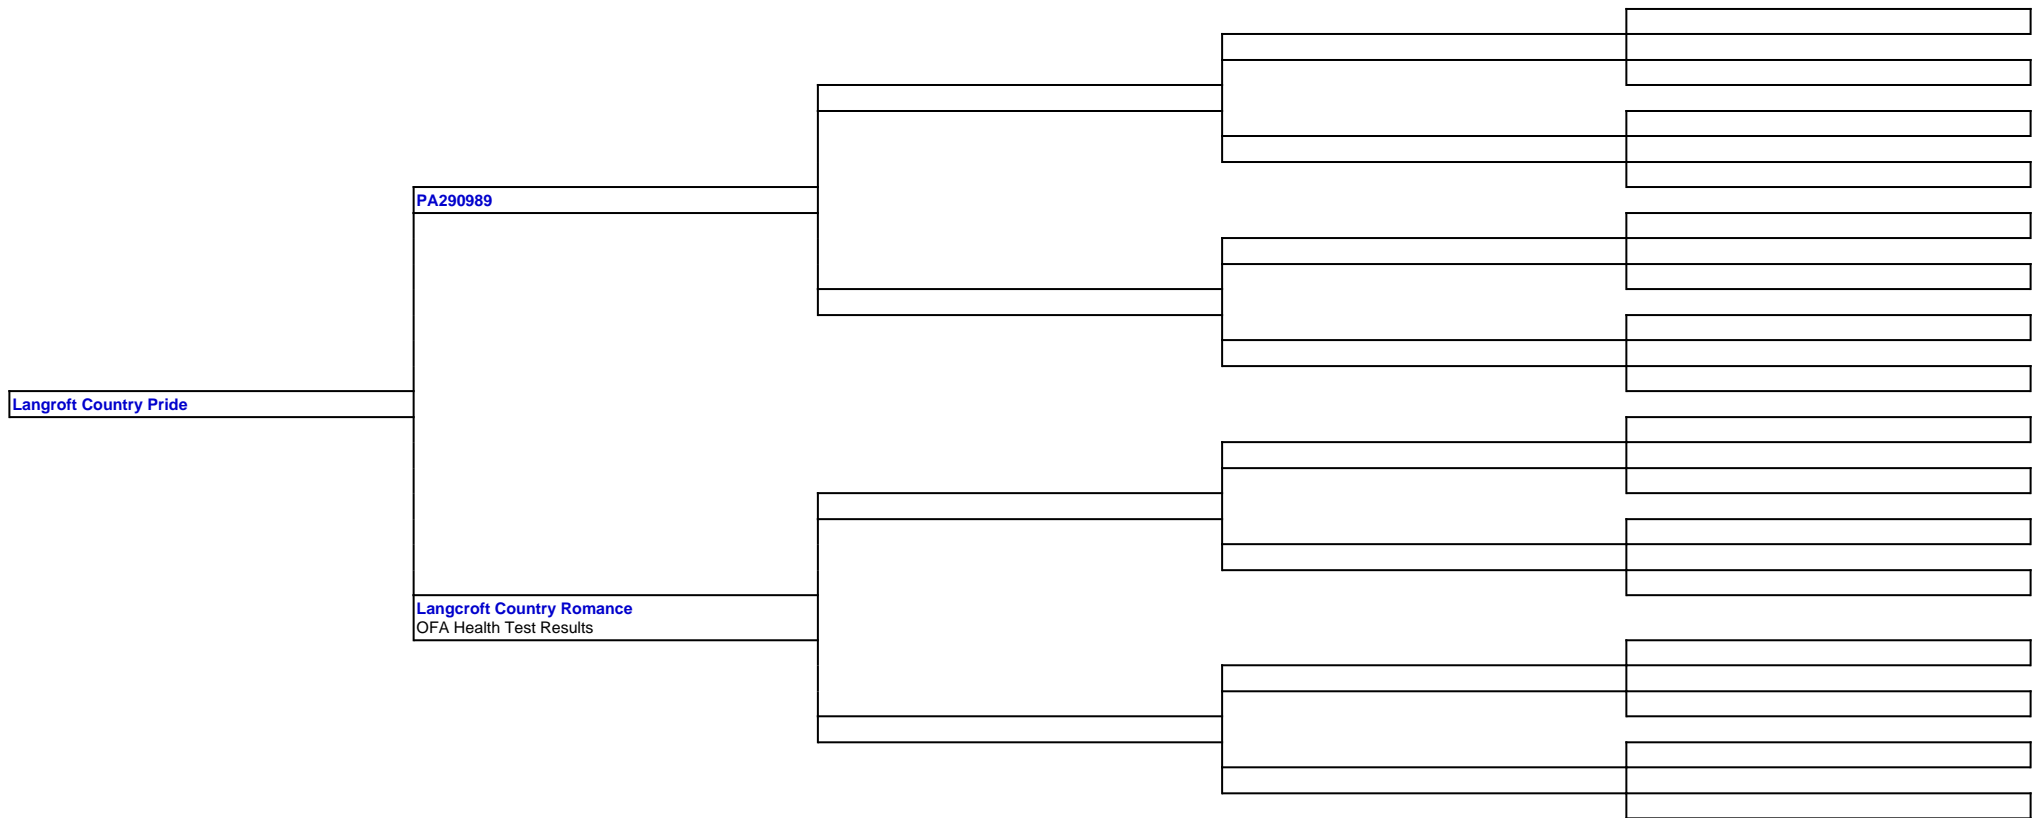 PA290989
Langroft Country Pride
Langcroft Country Romance
OFA Health Test Results